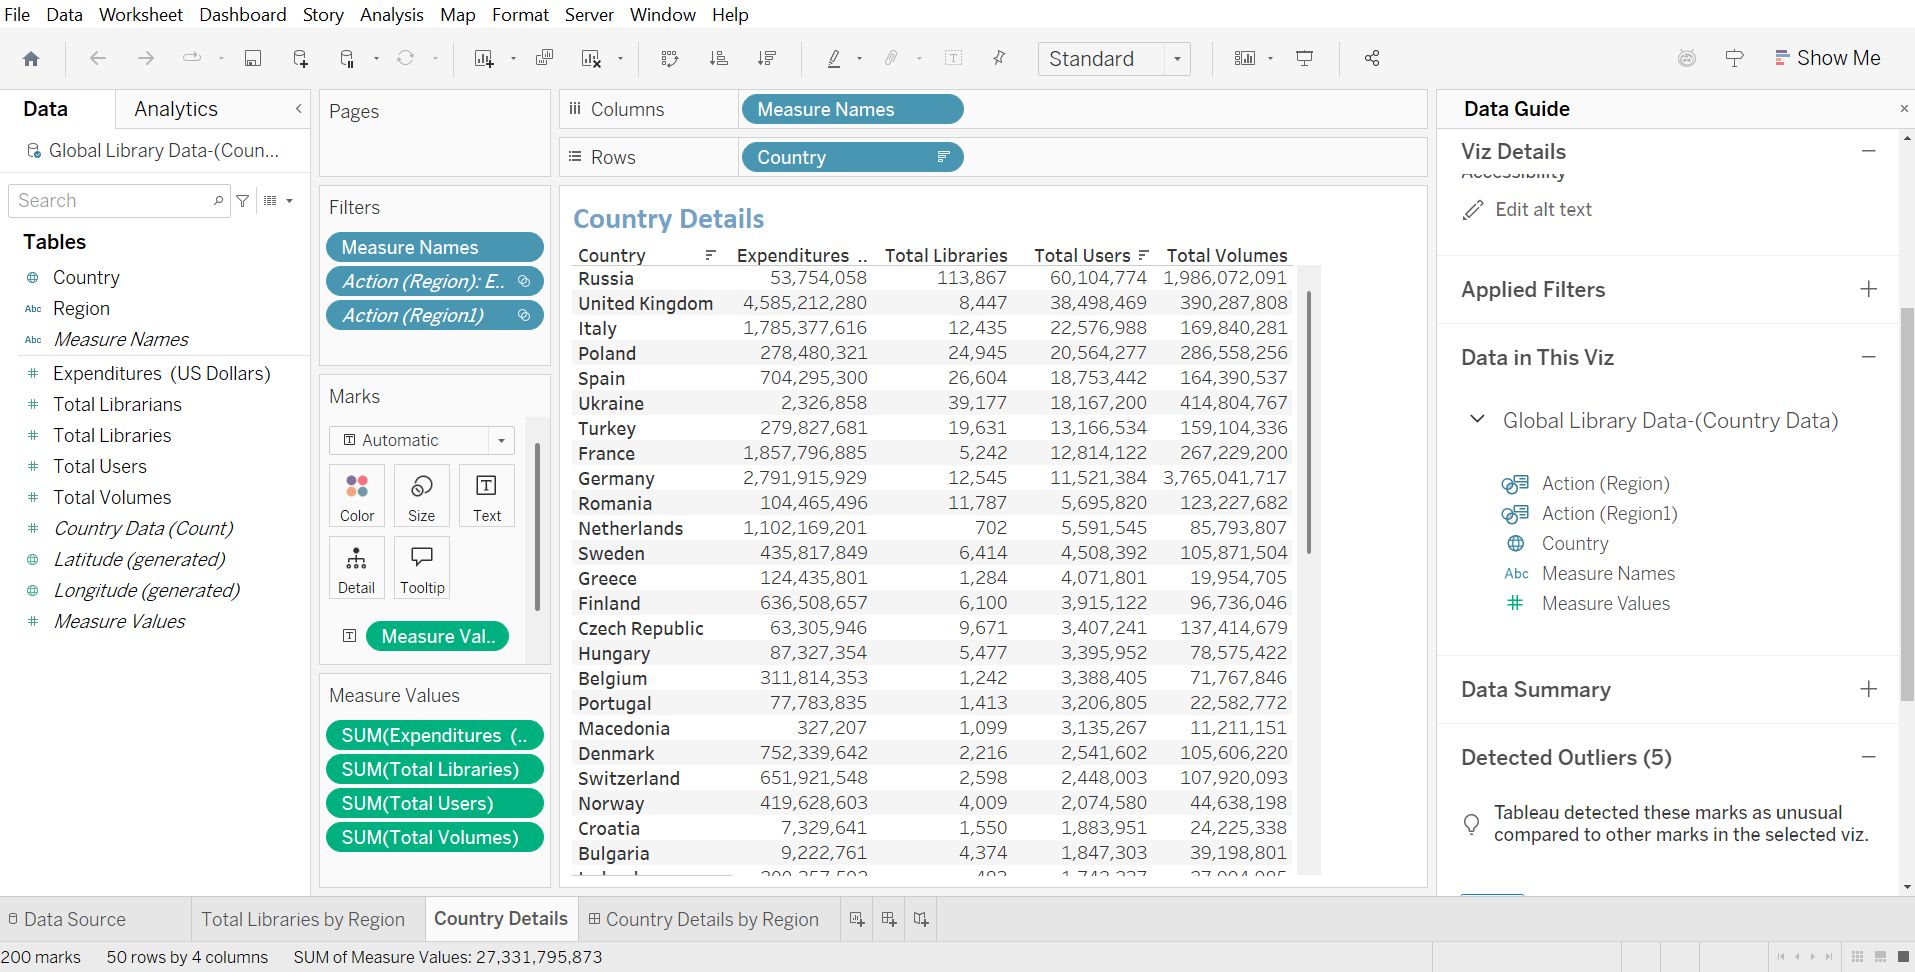 File Data Worksheet Dashboard Story Analysis Map Format Server Window Help
Standard
Show Me
Data Analytics
Global Library Data-(Coun...
Search
Tables
Country
Abc Region
Abc Measure Names
# Expenditures (US Dollars)
# Total Librarians
# Total Libraries
# Total Users
# Total Volumes
# Country Data (Count)
Latitude (generated)
Longitude (generated)
# Measure Values
Pages
Filters
Measure Names
Action (Region): E..
Action (Region1)
Marks
T Automatic
Color Size T Text
Detail Tooltip
T Measure Val..
Measure Values
SUM(Expenditures (..
SUM(Total Libraries)
SUM(Total Users)
SUM(Total Volumes)
Columns Measure Names
Rows Country
Country Details
Country Expenditures .. Total Libraries Total Users Total Volumes
Russia 53,754,058 113,867 60,104,774 1,986,072,091
United Kingdom 4,585,212,280 8,447 38,498,469 390,287,808
Italy 1,785,377,616 12,435 22,576,988 169,840,281
Poland 278,480,321 24,945 20,564,277 286,558,256
Spain 704,295,300 26,604 18,753,442 164,390,537
Ukraine 2,326,858 39,177 18,167,200 414,804,767
Turkey 279,827,681 19,631 13,166,534 159,104,336
France 1,857,796,885 5,242 12,814,122 267,229,200
Germany 2,791,915,929 12,545 11,521,384 3,765,041,717
Romania 104,465,496 11,787 5,695,820 123,227,682
Netherlands 1,102,169,201 702 5,591,545 85,793,807
Sweden 435,817,849 6,414 4,508,392 105,871,504
Greece 124,435,801 1,284 4,071,801 19,954,705
Finland 636,508,657 6,100 3,915,122 96,736,046
Czech Republic 63,305,946 9,671 3,407,241 137,414,679
Hungary 87,327,354 5,477 3,395,952 78,575,422
Belgium 311,814,353 1,242 3,388,405 71,767,846
Portugal 77,783,835 1,413 3,206,805 22,582,772
Macedonia 327,207 1,099 3,135,267 11,211,151
Denmark 752,339,642 2,216 2,541,602 105,606,220
Switzerland 651,921,548 2,598 2,448,003 107,920,093
Norway 419,628,603 4,009 2,074,580 44,638,198
Croatia 7,329,641 1,550 1,883,951 24,225,338
Bulgaria 9,222,761 4,374 1,847,303 39,198,801
Data Guide
Viz Details
Accessibility
Edit alt text
Applied Filters
Data in This Viz
Global Library Data-(Country Data)
Action (Region)
Action (Region1)
Country
Abc Measure Names
# Measure Values
Data Summary
Detected Outliers (5)
Tableau detected these marks as unusual
compared to other marks in the selected viz.
Data Source Total Libraries by Region Country Details Country Details by Region
200 marks 50 rows by 4 columns SUM of Measure Values: 27,331,795,873